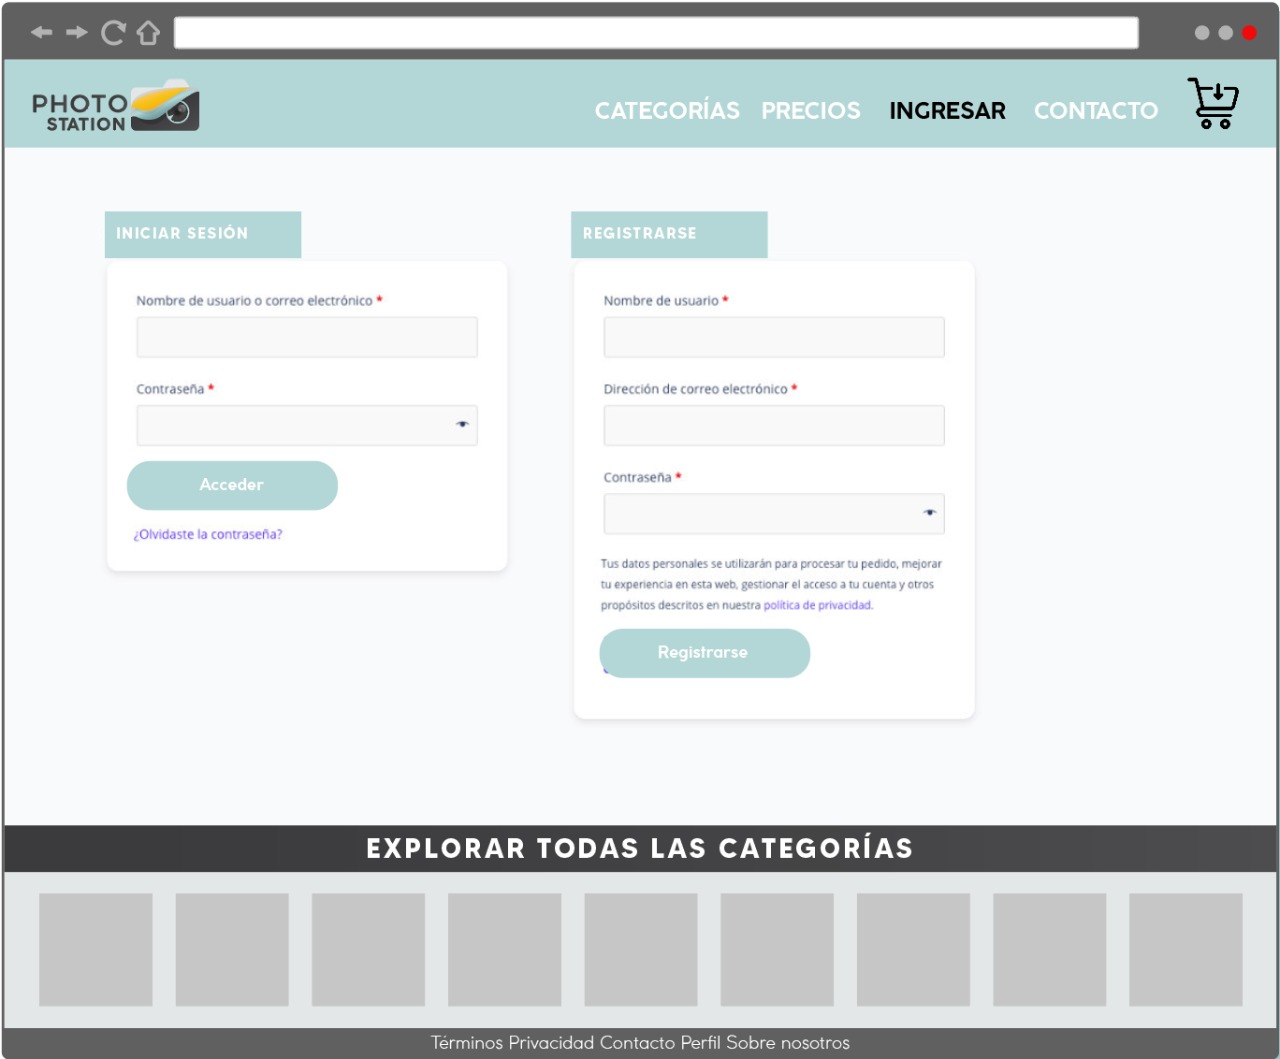 PHOTO
STATION
CATEGORÍAS PRECIOS INGRESAR CONTACTO
INICIAR SESIÓN
Nombre de usuario o correo electrónico *
Contraseña *
Acceder
¿Olvidaste la contraseña?
REGISTRARSE
Nombre de usuario *
Dirección de correo electrónico *
Contraseña *
Tus datos personales se utilizarán para procesar tu pedido, mejorar
tu experiencia en esta web, gestionar el acceso a tu cuenta y otros
propósitos descritos en nuestra política de privacidad.
Registrarse
EXPLORAR TODAS LAS CATEGORÍAS
Términos Privacidad Contacto Perfil Sobre nosotros